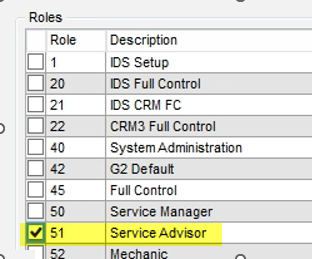 Roles
Role Description
1 IDS Setup
20 IDS Full Control
21 IDS CRM FC
22 CRM3 Full Control
40 System Administration
42 G2 Default
45 Full Control
50 Service Manager
51 Service Advisor
52 Mechanic